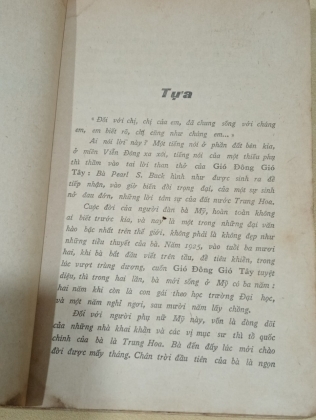 Tựa
« Đối với chị, chị của em, đã chung sống với chàng
em, em biết rõ, chị cũng như chàng em... »
Ai nói lời này ? Một tiếng nói ở phần đất bên kia,
ở miền Viễn Đông xa xôi, tiếng nói của một thiếu phụ
thì thầm vào tai lời than thở của Gió Đông Gió
Tây : Bà Pearl S. Buck hình như được sinh ra để
tiếp nhận, vào giờ biến đổi trọng đại, của một sự sinh
nở đau đớn, những lời tâm sự của đất nước Trung Hoa.
Cuộc đời của người đàn bà Mỹ, hoàn toàn không
ai biết trước kia, và nay là một trong những đại văn
hào bậc nhất trên thế giới, không phải là không đẹp như
những tiểu thuyết của bà. Năm 1925, vào tuổi ba mươi
hai, khi bà bắt đầu viết trên tầu, để tiêu khiển, trong
lúc vượt trùng dương, cuốn Gió Đông Gió Tây tuyệt
diệu, thì trong hai lần, bà mới sống ở Mỹ có ba năm :
hai năm khi còn là con gái theo học trường Đại học,
và một năm nghỉ ngơi, sau mười năm lấy chồng.
Đối với người phụ nữ Mỹ này, vốn là dòng dõi
của những nhà khai khẩn và các vị mục sư thì tổ quốc
chính của bà là Trung Hoa. Bà đến đấy lúc mới chào
đời được mấy tháng. Chân trời đầu tiên của bà là ngọn